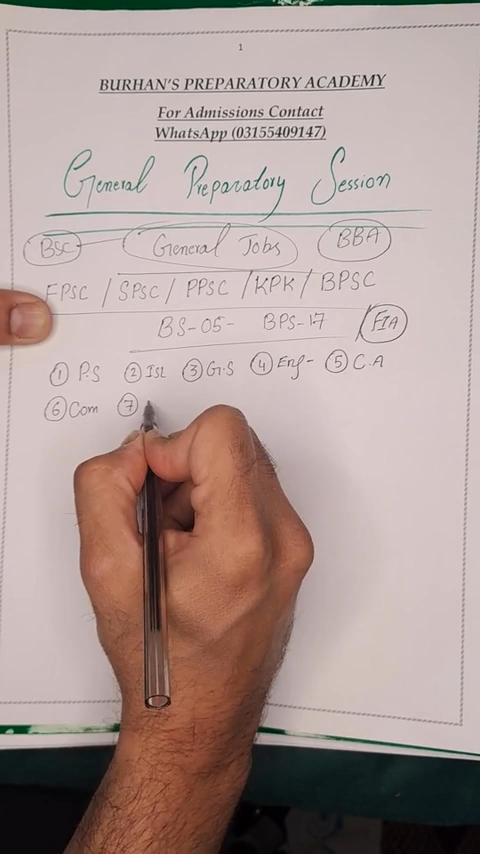 1
BURHAN'S PREPARATORY ACADEMY
For Admissions Contact
WhatsApp (03155409147)
General Preparatory Session
BSC General Jobs BBA
FPSC / SPSC / PPSC / KPK / BPSC
BS-05- BPS-17 / FIA
① P.S ② ISL ③ G.S ④ Eng- ⑤ C.A
⑥ Com ⑦